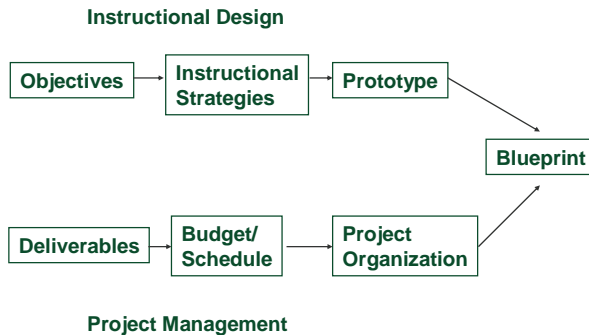 Instructional Design
Objectives
Instructional
Strategies
Prototype
Blueprint
Deliverables
Budget/
Schedule
Project
Organization
Project Management